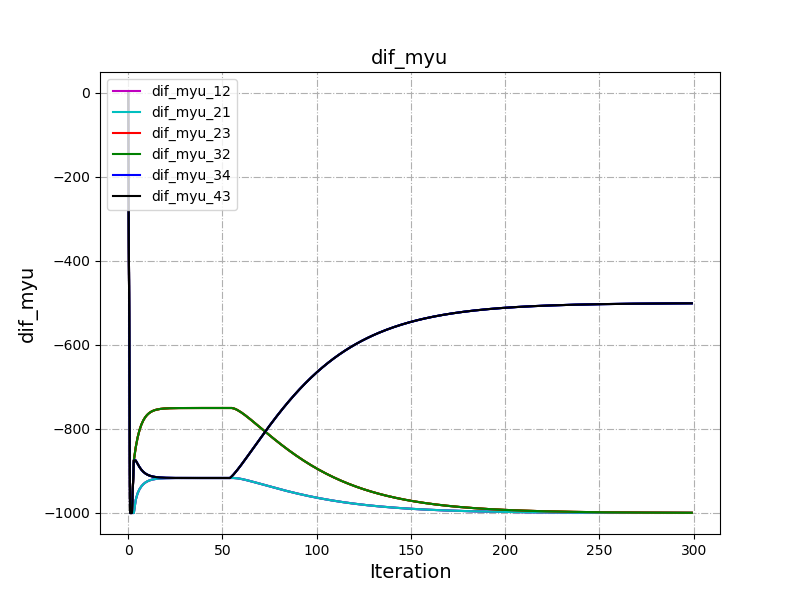 dif_myu
dif_myu_12
dif_myu_21
dif_myu_23
dif_myu_32
dif_myu_34
dif_myu_43
0
−200
−400
−600
−800
−1000
dif_myu
0 50 100 150 200 250 300
Iteration